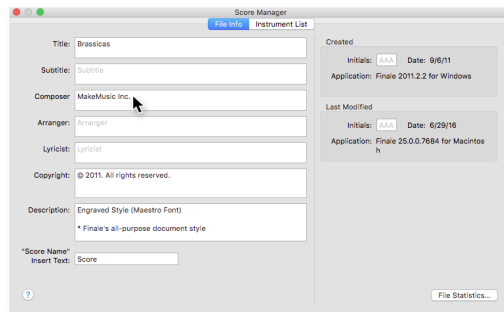 Score Manager
File Info Instrument List
Title: Brassicas
Subtitle: Subtitle
Composer MakeMusic Inc.
Arranger: Arranger
Lyricist: Lyricist
Copyright: © 2011. All rights reserved.
Description: Engraved Style (Maestro Font)
* Finale's all-purpose document style
"Score Name"
Insert Text: Score
?
Created
Initials: AAA Date: 9/6/11
Application: Finale 2011.2.2 for Windows
Last Modified
Initials: AAA Date: 6/29/16
Application: Finale 25.0.0.7684 for Macintos
h
File Statistics...